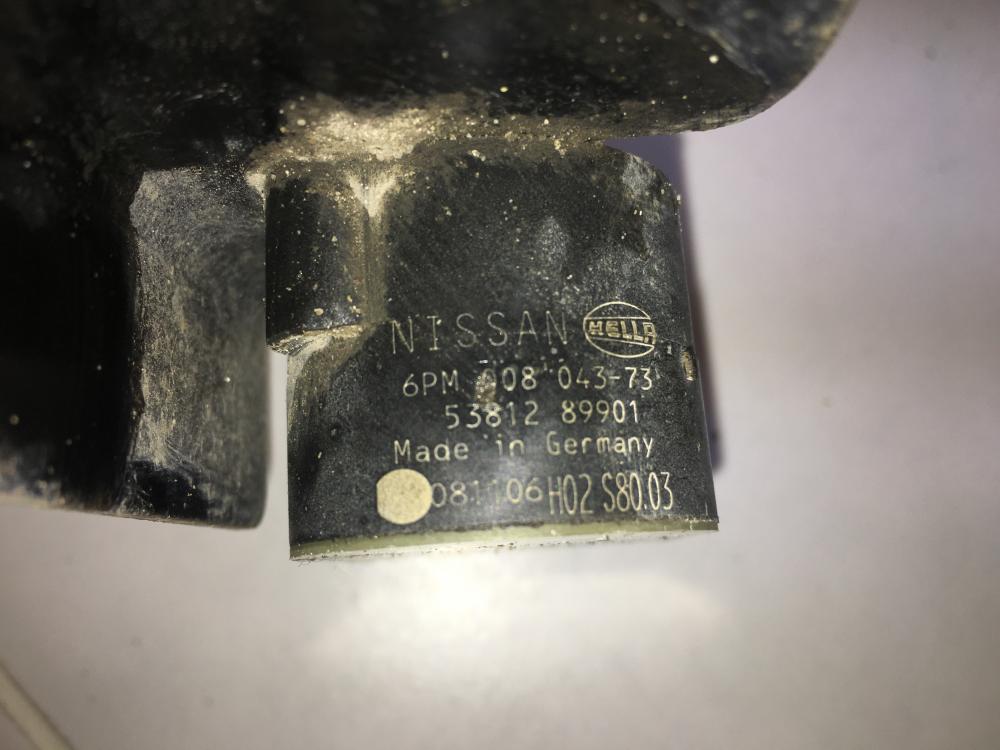 NISSAN HELLA
6PM 008 043-73
53812 89901
Made in Germany
081106 H02 S80.03